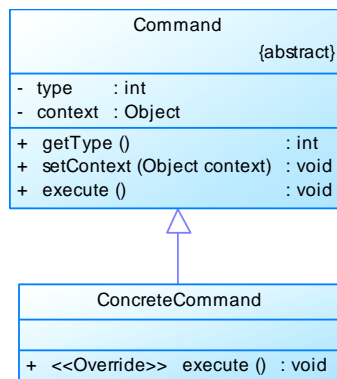 Command
{abstract}
- type : int
- context : Object
+ getType () : int
+ setContext (Object context) : void
+ execute () : void
ConcreteCommand
+ <<Override>> execute () : void